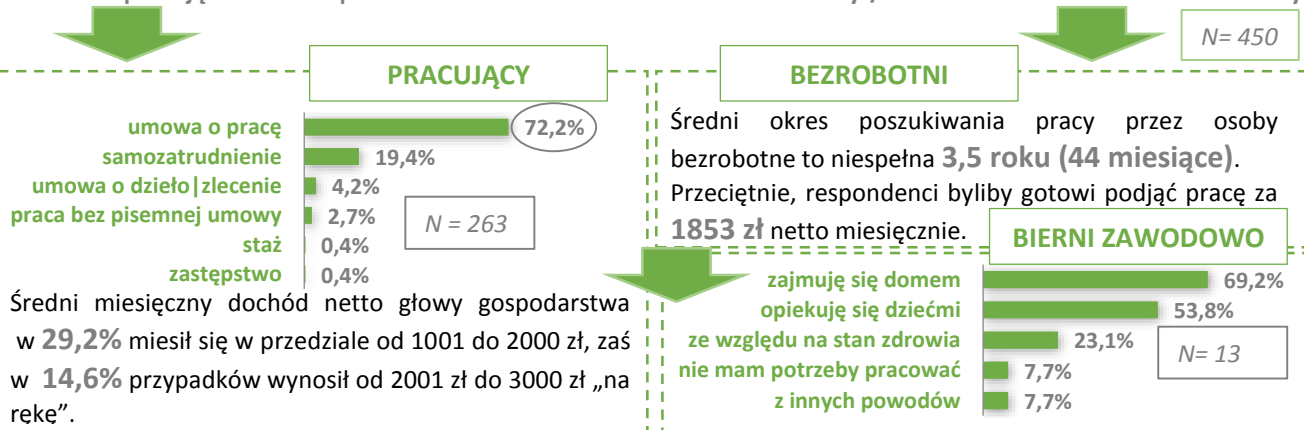 N= 450
PRACUJĄCY
umowa o pracę 72,2%
samozatrudnienie 19,4%
umowa o dzieło|zlecenie 4,2%
praca bez pisemnej umowy 2,7%
staż 0,4%
zastępstwo 0,4%
N = 263
Średni miesięczny dochód netto głowy gospodarstwa
w 29,2% miesił się w przedziale od 1001 do 2000 zł, zaś
w 14,6% przypadków wynosił od 2001 zł do 3000 zł „na
rękę”.
BEZROBOTNI
Średni okres poszukiwania pracy przez osoby
bezrobotne to niespełna 3,5 roku (44 miesiące).
Przeciętnie, respondenci byliby gotowi podjąć pracę za
1853 zł netto miesięcznie.
BIERNI ZAWODOWO
zajmuję się domem 69,2%
opiekuję się dziećmi 53,8%
ze względu na stan zdrowia 23,1%
nie mam potrzeby pracować 7,7%
z innych powodów 7,7%
N= 13